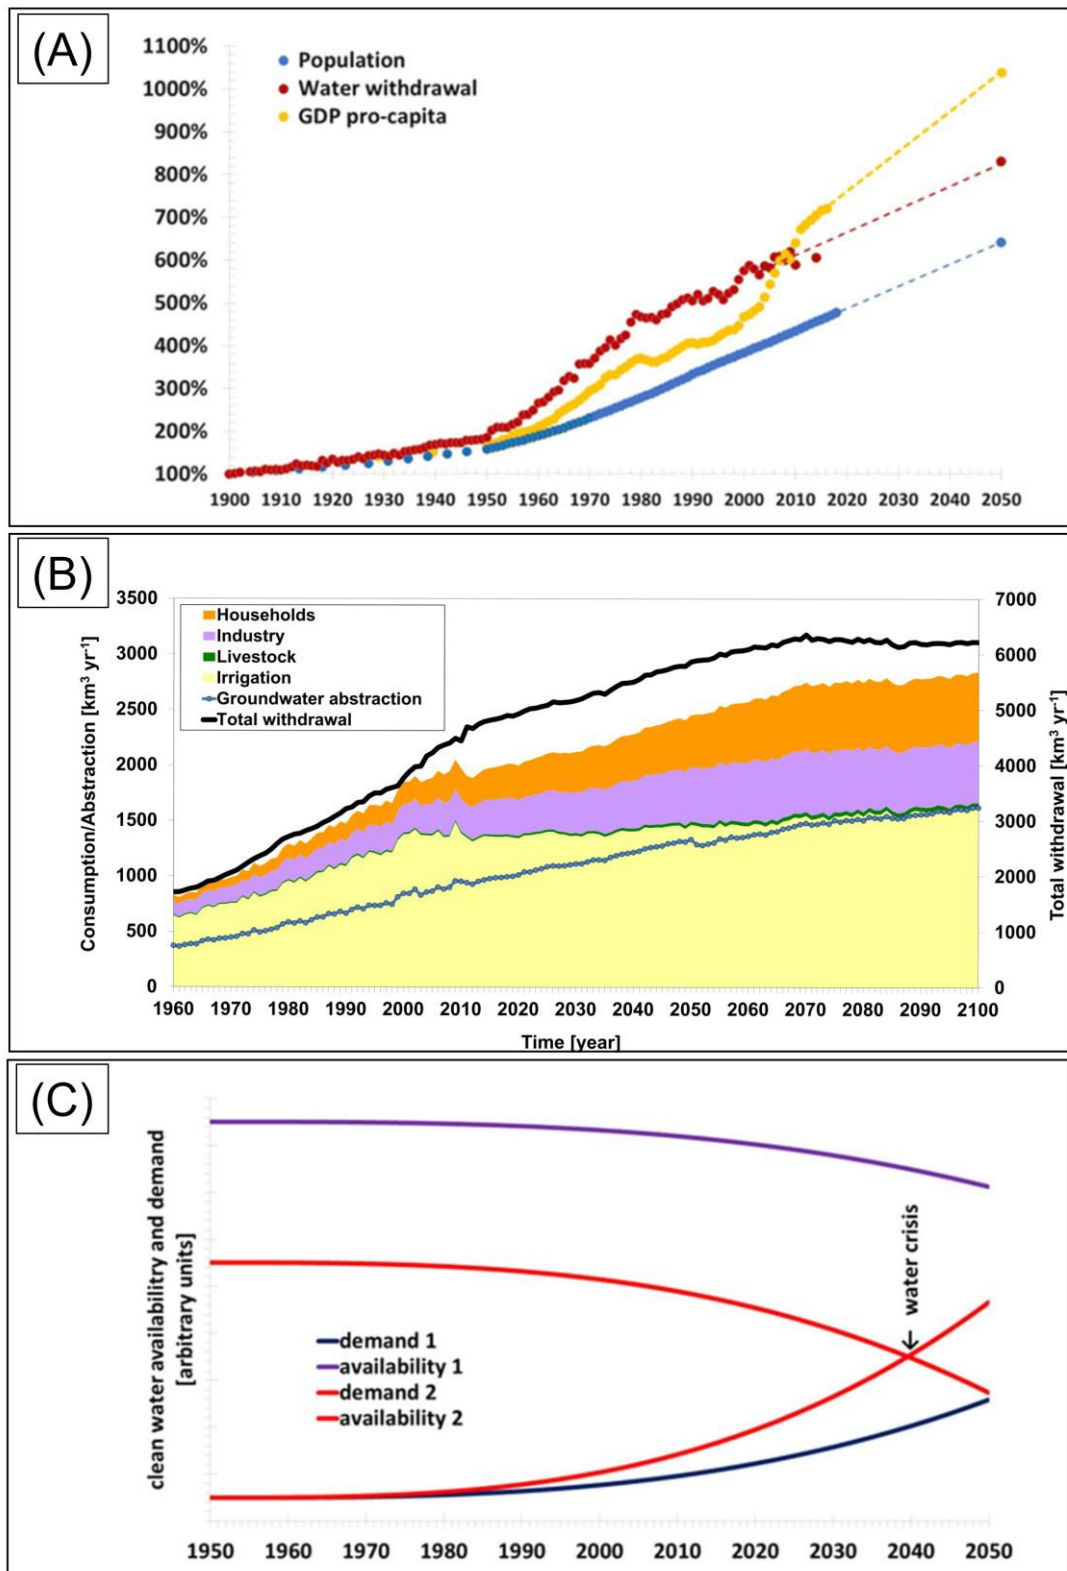 (A)
1100%
1000%
900%
800%
700%
600%
500%
400%
300%
200%
100%
Population
Water withdrawal
GDP pro-capita
1900 1910 1920 1930 1940 1950 1960 1970 1980 1990 2000 2010 2020 2030 2040 2050
(B)
Consumption/Abstraction [km³ yr⁻¹]
3500
3000
2500
2000
1500
1000
500
0
Households
Industry
Livestock
Irrigation
Groundwater abstraction
Total withdrawal
7000
6000
5000
4000
3000
2000
1000
0
Total withdrawal [km³ yr⁻¹]
1960 1970 1980 1990 2000 2010 2020 2030 2040 2050 2060 2070 2080 2090 2100
Time [year]
(C)
clean water availabilitry and demand
[arbitrary units]
water crisis
demand 1
availability 1
demand 2
availability 2
1950 1960 1970 1980 1990 2000 2010 2020 2030 2040 2050